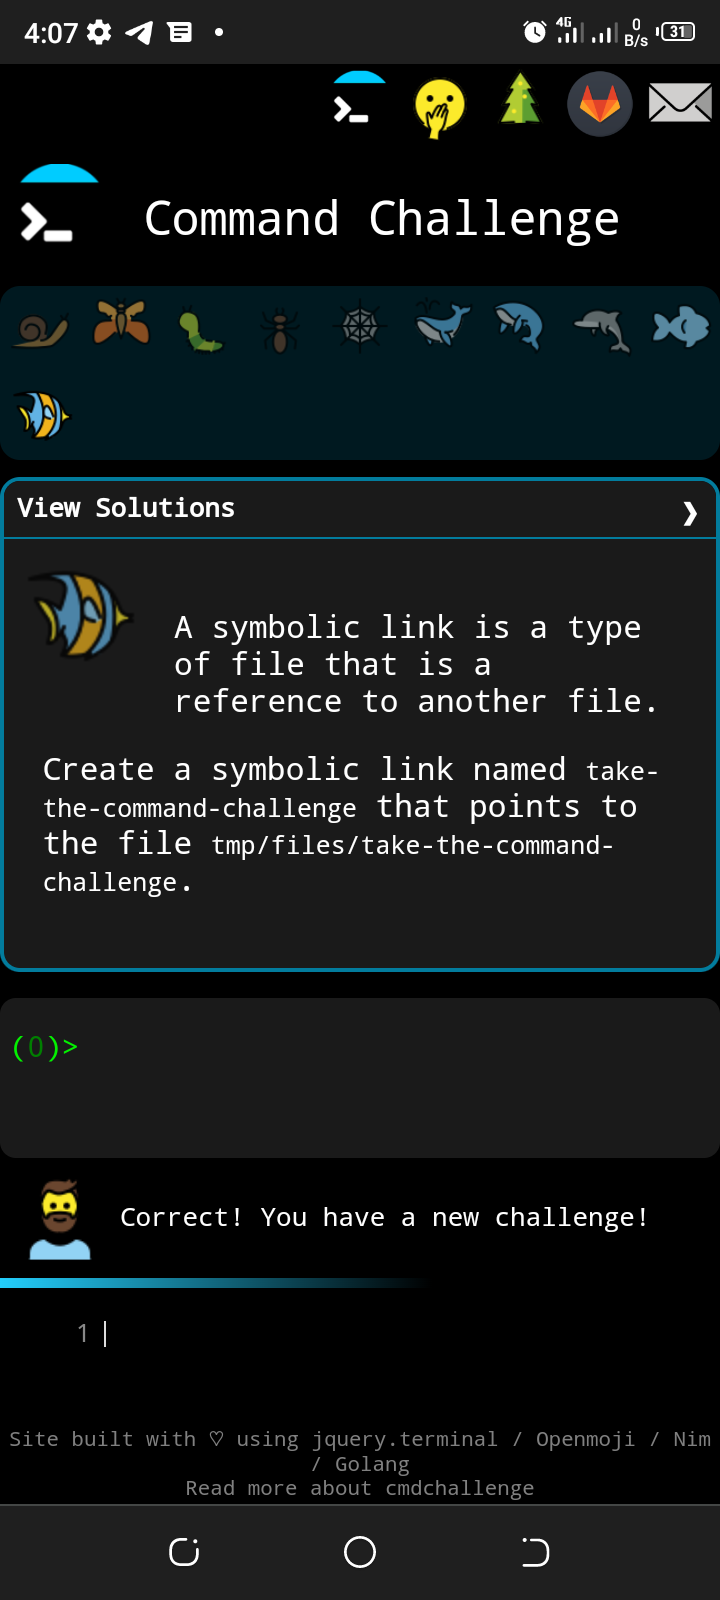 4:07 4G 0 B/s 31
Command Challenge
View Solutions ❯
A symbolic link is a type
of file that is a
reference to another file.
Create a symbolic link named take-
the-command-challenge that points to
the file tmp/files/take-the-command-
challenge.
(0)>
Correct! You have a new challenge!
1
Site built with ♡ using jquery.terminal / Openmoji / Nim
/ Golang
Read more about cmdchallenge